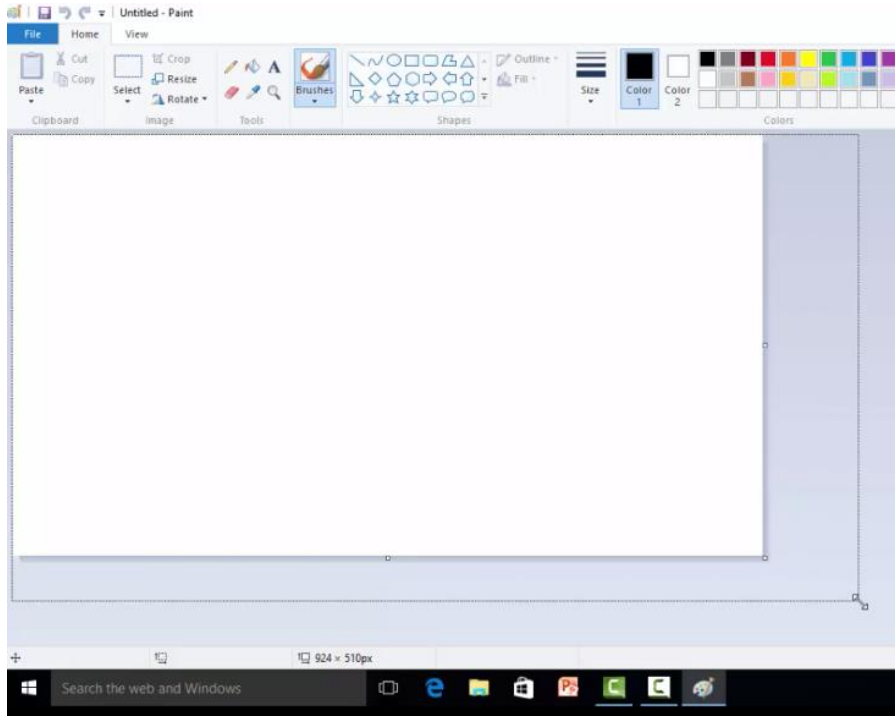 Untitled - Paint
File Home View
Cut Crop Outline
Copy Resize Fill
Paste Select Rotate Brushes Size Color 1 Color 2
Clipboard Image Tools Shapes Colors
924 × 510px
Search the web and Windows